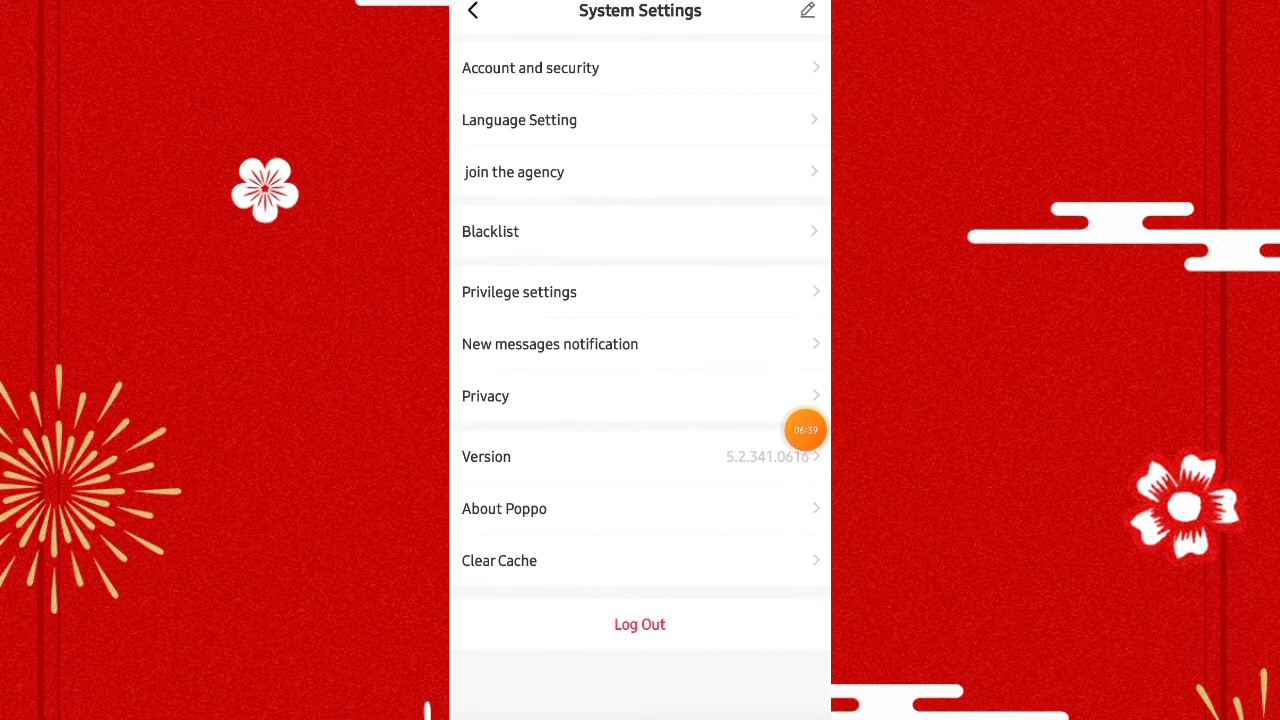 System Settings
Account and security
Language Setting
join the agency
Blacklist
Privilege settings
New messages notification
Privacy
06:39
Version 5.2.341.0618
About Poppo
Clear Cache
Log Out